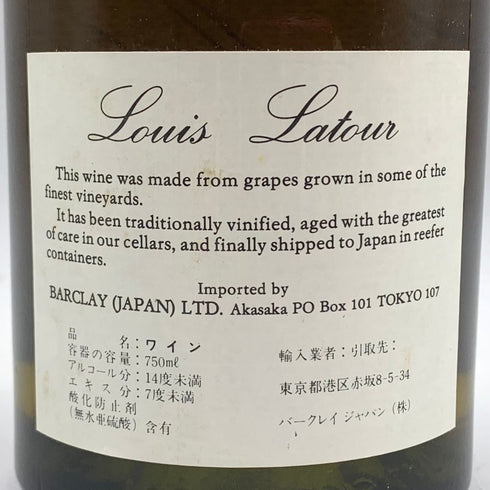 Louis Latour
This wine was made from grapes grown in some of the
finest vineyards.
It has been traditionally vinified, aged with the greatest
of care in our cellars, and finally shipped to Japan in reefer
containers.
Imported by
BARCLAY (JAPAN) LTD. Akasaka PO Box 101 TOKYO 107
品 名：ワイン
容器の容量：750mℓ
アルコール分：14度未満
エキス分：7度未満
酸化防止剤
(無水亜硫酸) 含有
輸入業者：引取先：
東京都港区赤坂8-5-34
バークレイ ジャパン (株)